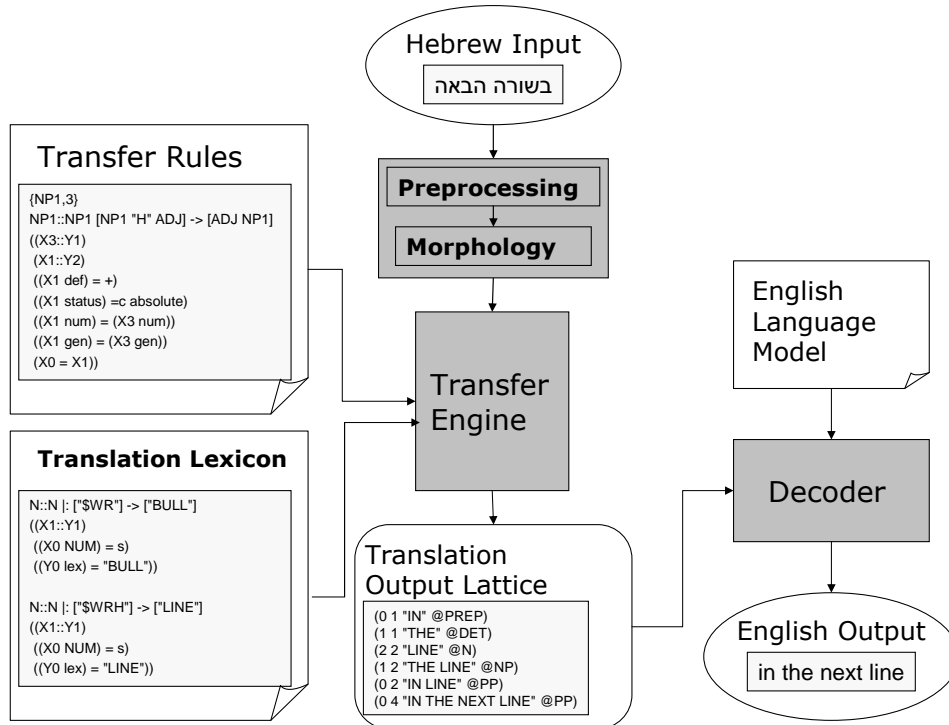 Hebrew Input
בשורה הבאה
Transfer Rules
{NP1,3}
NP1::NP1 [NP1 "H" ADJ] -> [ADJ NP1]
((X3::Y1)
(X1::Y2)
((X1 def) = +)
((X1 status) =c absolute)
((X1 num) = (X3 num))
((X1 gen) = (X3 gen))
(X0 = X1))
Preprocessing
Morphology
English
Language
Model
Transfer
Engine
Translation Lexicon
N::N |: ["$WR"] -> ["BULL"]
((X1::Y1)
((X0 NUM) = s)
((Y0 lex) = "BULL"))
N::N |: ["$WRH"] -> ["LINE"]
((X1::Y1)
((X0 NUM) = s)
((Y0 lex) = "LINE"))
Decoder
Translation
Output Lattice
(0 1 "IN" @PREP)
(1 1 "THE" @DET)
(2 2 "LINE" @N)
(1 2 "THE LINE" @NP)
(0 2 "IN LINE" @PP)
(0 4 "IN THE NEXT LINE" @PP)
English Output
in the next line